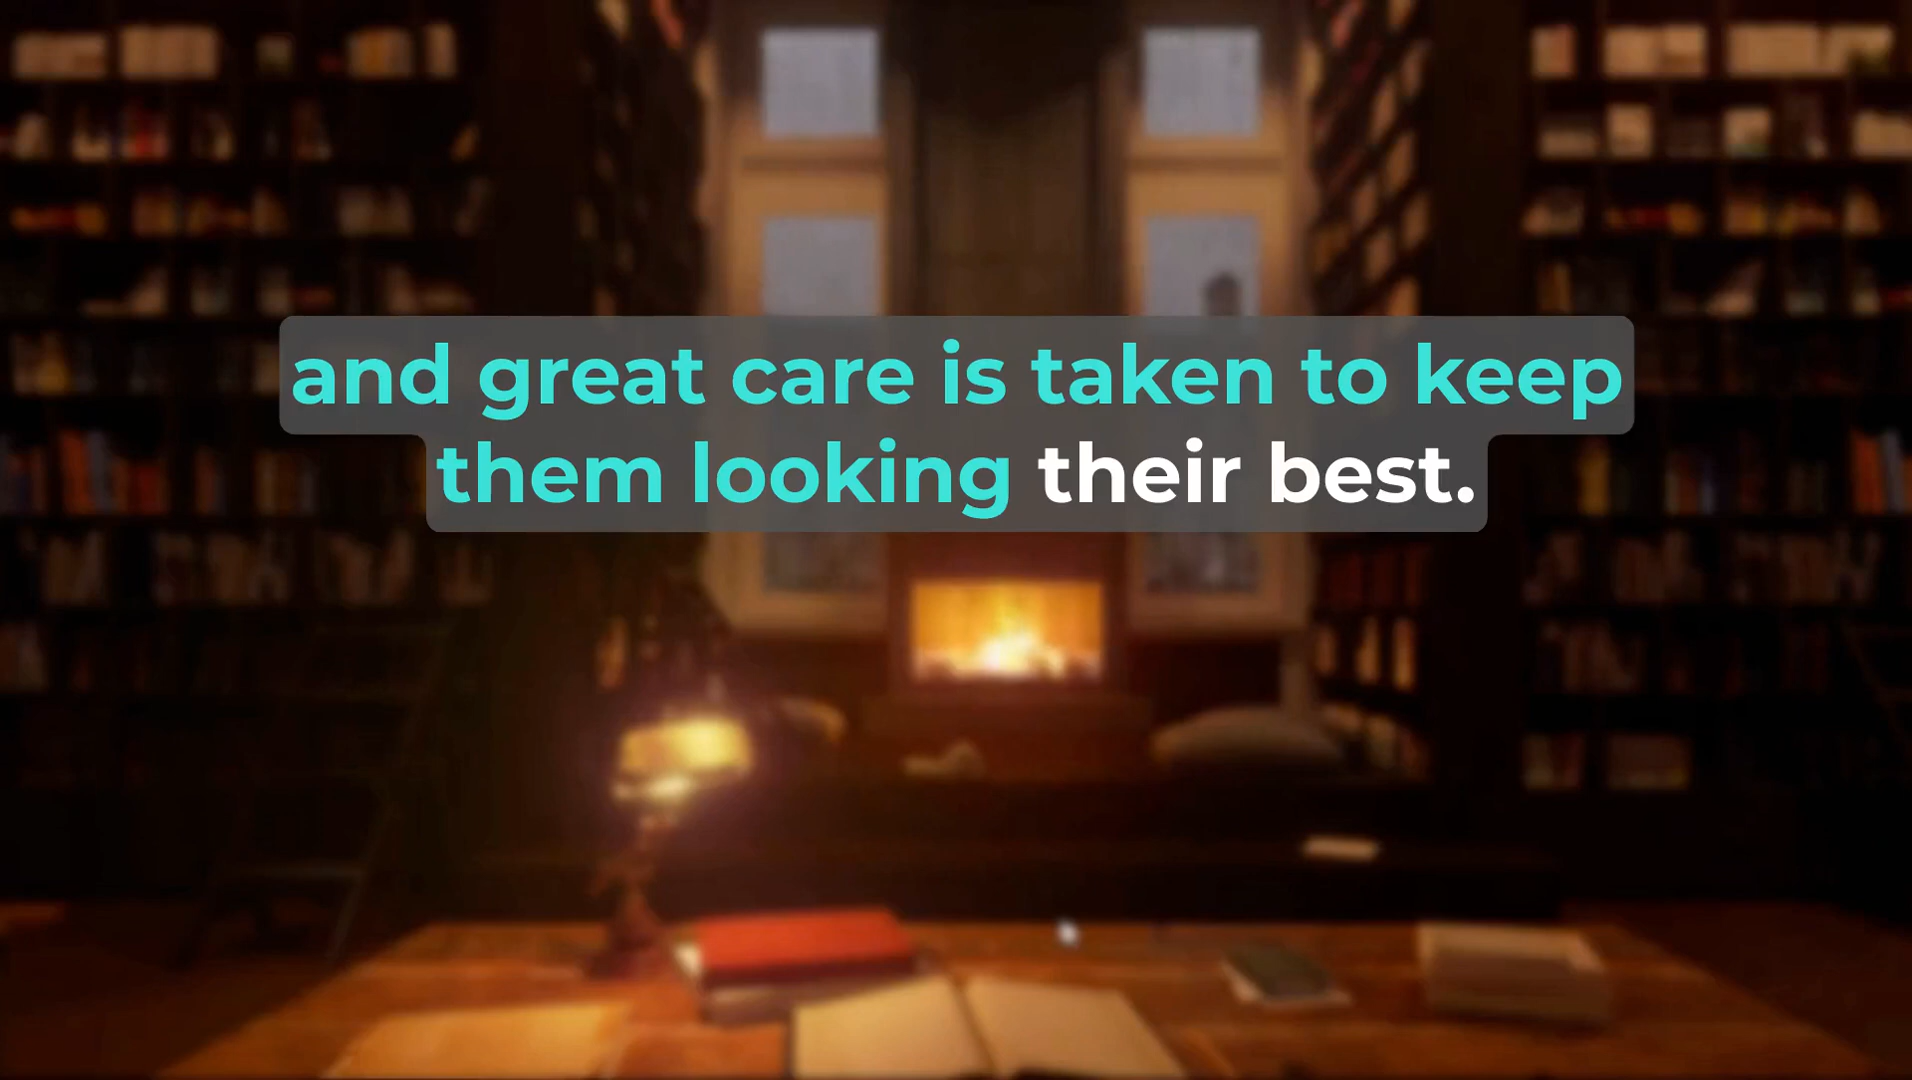 and great care is taken to keep
them looking their best.